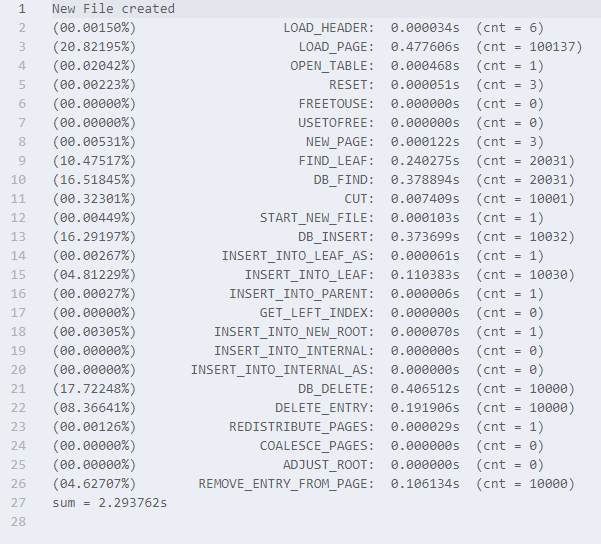 1 New File created
2 (00.00150%) LOAD_HEADER: 0.000034s (cnt = 6)
3 (20.82195%) LOAD_PAGE: 0.477606s (cnt = 100137)
4 (00.02042%) OPEN_TABLE: 0.000468s (cnt = 1)
5 (00.00223%) RESET: 0.000051s (cnt = 3)
6 (00.00000%) FREETOUSE: 0.000000s (cnt = 0)
7 (00.00000%) USETOFREE: 0.000000s (cnt = 0)
8 (00.00531%) NEW_PAGE: 0.000122s (cnt = 3)
9 (10.47517%) FIND_LEAF: 0.240275s (cnt = 20031)
10 (16.51845%) DB_FIND: 0.378894s (cnt = 20031)
11 (00.32301%) CUT: 0.007409s (cnt = 10001)
12 (00.00449%) START_NEW_FILE: 0.000103s (cnt = 1)
13 (16.29197%) DB_INSERT: 0.373699s (cnt = 10032)
14 (00.00267%) INSERT_INTO_LEAF_AS: 0.000061s (cnt = 1)
15 (04.81229%) INSERT_INTO_LEAF: 0.110383s (cnt = 10030)
16 (00.00027%) INSERT_INTO_PARENT: 0.000006s (cnt = 1)
17 (00.00000%) GET_LEFT_INDEX: 0.000000s (cnt = 0)
18 (00.00305%) INSERT_INTO_NEW_ROOT: 0.000070s (cnt = 1)
19 (00.00000%) INSERT_INTO_INTERNAL: 0.000000s (cnt = 0)
20 (00.00000%) INSERT_INTO_INTERNAL_AS: 0.000000s (cnt = 0)
21 (17.72248%) DB_DELETE: 0.406512s (cnt = 10000)
22 (08.36641%) DELETE_ENTRY: 0.191906s (cnt = 10000)
23 (00.00126%) REDISTRIBUTE_PAGES: 0.000029s (cnt = 1)
24 (00.00000%) COALESCE_PAGES: 0.000000s (cnt = 0)
25 (00.00000%) ADJUST_ROOT: 0.000000s (cnt = 0)
26 (04.62707%) REMOVE_ENTRY_FROM_PAGE: 0.106134s (cnt = 10000)
27 sum = 2.293762s
28